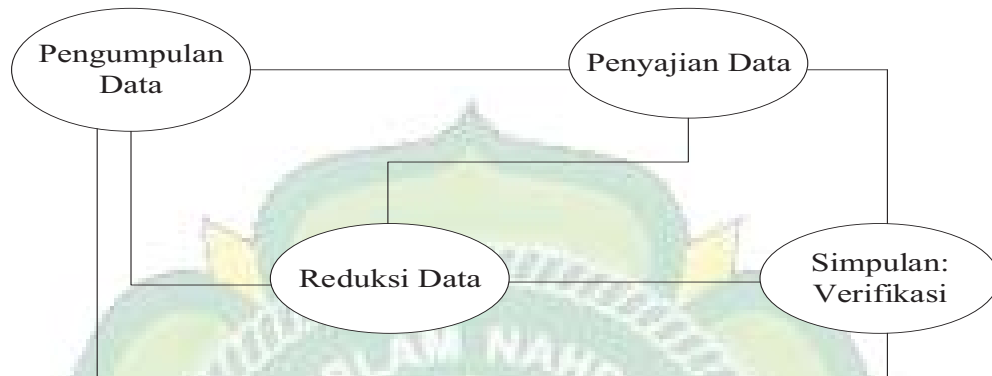 Pengumpulan
Data
Penyajian Data
Reduksi Data
Simpulan:
Verifikasi